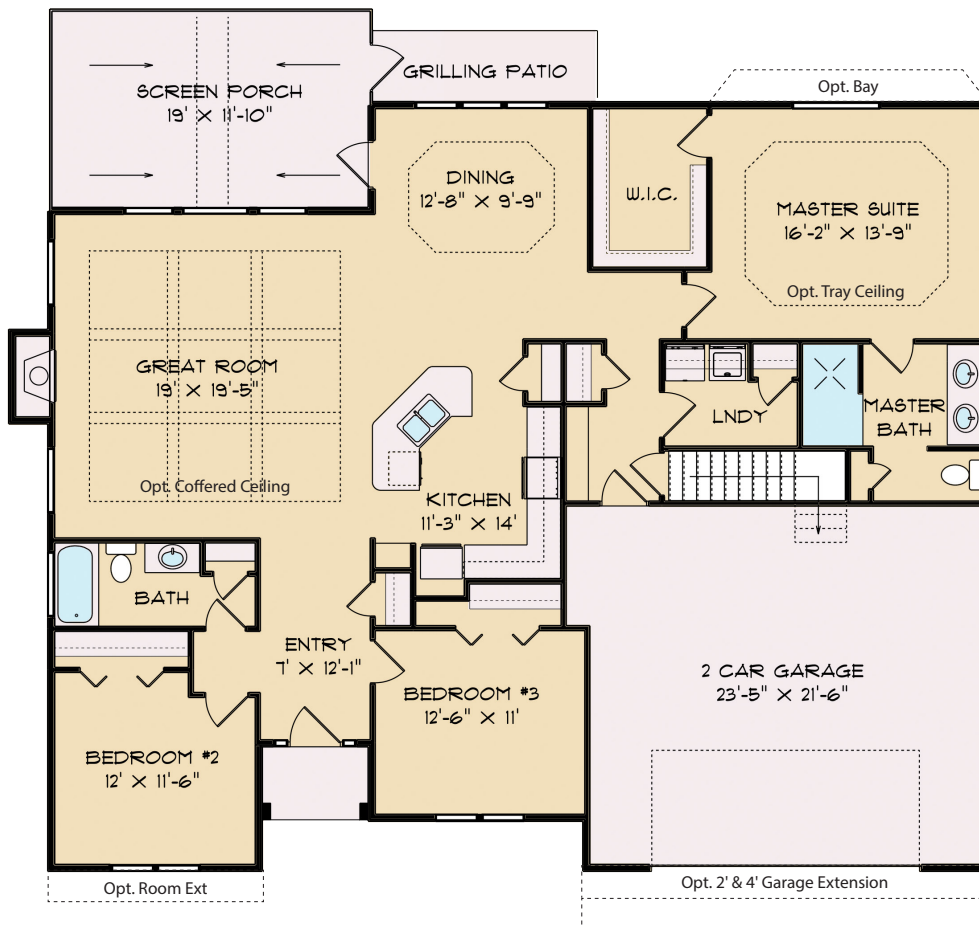 GRILLING PATIO
Opt. Bay
SCREEN PORCH
19' X 11'-10"
DINING
12'-8" X 9'-9"
W.I.C.
MASTER SUITE
16'-2" X 13'-9"
Opt. Tray Ceiling
GREAT ROOM
19' X 19'-5"
Opt. Coffered Ceiling
LNDY
MASTER
BATH
KITCHEN
11'-3" X 14'
BATH
ENTRY
7' X 12'-1"
BEDROOM #3
12'-6" X 11'
2 CAR GARAGE
23'-5" X 21'-6"
BEDROOM #2
12' X 11'-6"
Opt. Room Ext
Opt. 2' & 4' Garage Extension